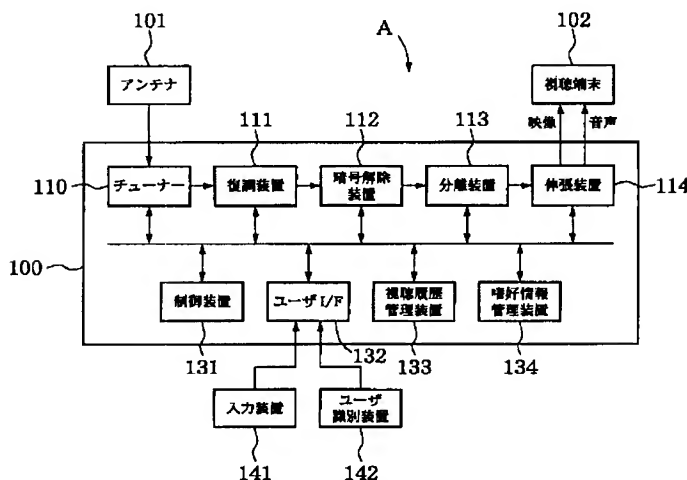 101
A
102
アンテナ
視聴端末
映像
音声
111
112
113
110
チューナー
復調装置
暗号解除
装置
分離装置
伸張装置
114
100
制御装置
ユーザI/F
視聴履歴
管理装置
嗜好情報
管理装置
131
132
133
134
入力装置
ユーザ
識別装置
141
142